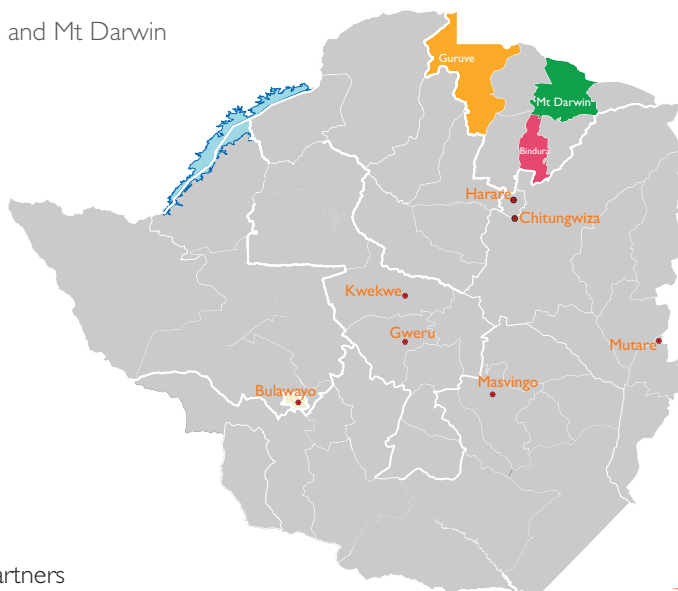 and Mt Darwin
Guruve
Mt Darwin
Bindura
Harare
Chitungwiza
Kwekwe
Gweru
Mutare
Masvingo
Bulawayo
artners